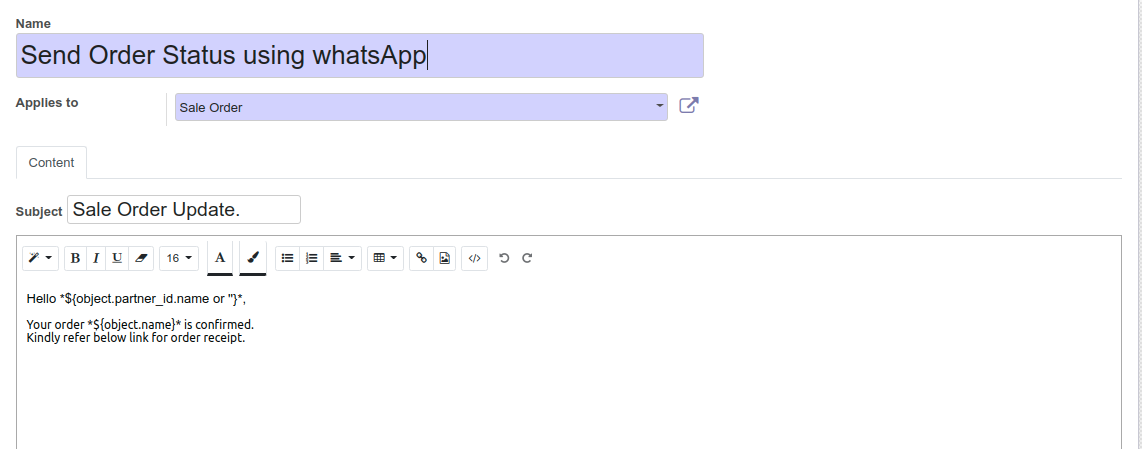 Name
Send Order Status using whatsApp
Applies to
Sale Order
Content
Subject Sale Order Update.
B I U 16 A </>
Hello *${object.partner_id.name or ''}*,
Your order *${object.name}* is confirmed.
Kindly refer below link for order receipt.